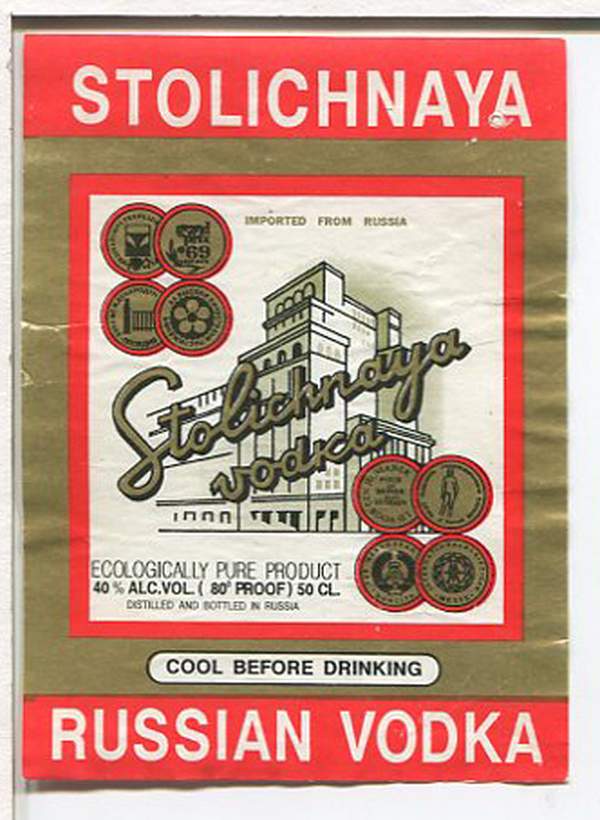 STOLICHNAYA
IMPORTED FROM RUSSIA
69
Stolichnaya
vodka
ECOLOGICALLY PURE PRODUCT
40 % ALC.VOL. ( 80° PROOF) 50 CL.
DISTILLED AND BOTTLED IN RUSSIA
COOL BEFORE DRINKING
RUSSIAN VODKA